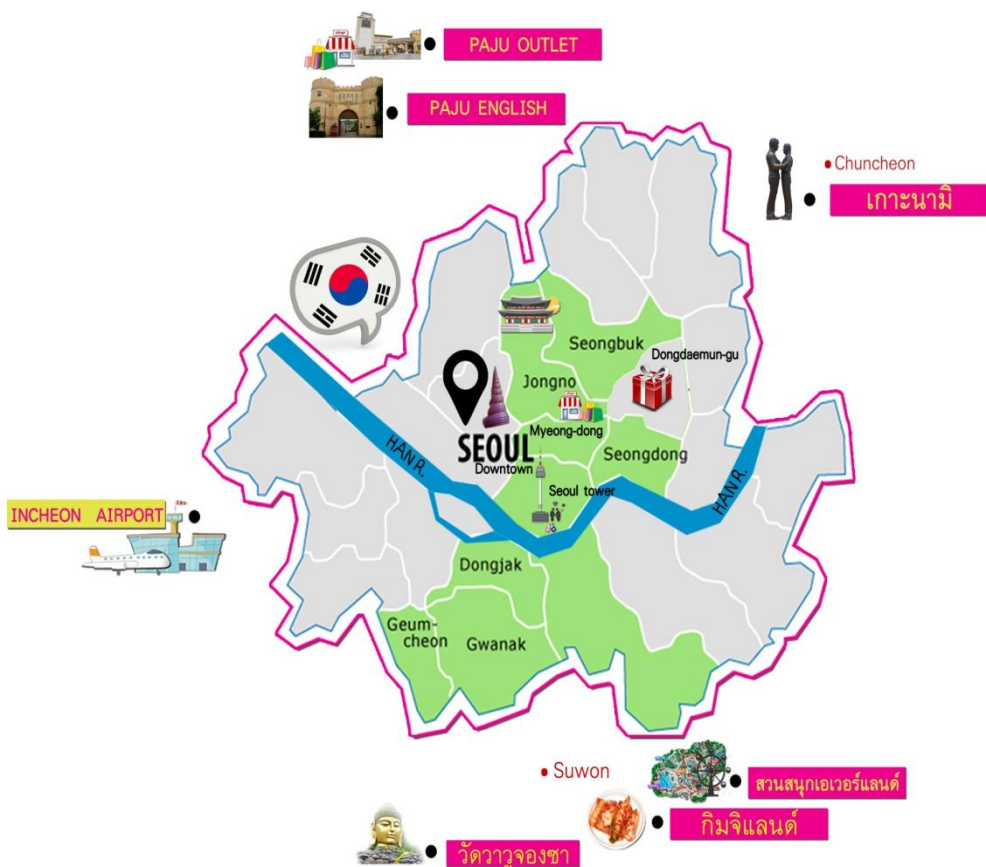 PAJU OUTLET
PAJU ENGLISH
Chuncheon
เกาะนามิ
Seongbuk
Dongdaemun-gu
Jongno
Myeong-dong
SEOUL
Downtown
Seongdong
HAN R.
HAN R.
Seoul tower
INCHEON AIRPORT
Dongjak
Geum-
cheon
Gwanak
Suwon
สวนสนุกเอเวอร์แลนด์
กิมจิแลนด์
วัดวาวูจองซา